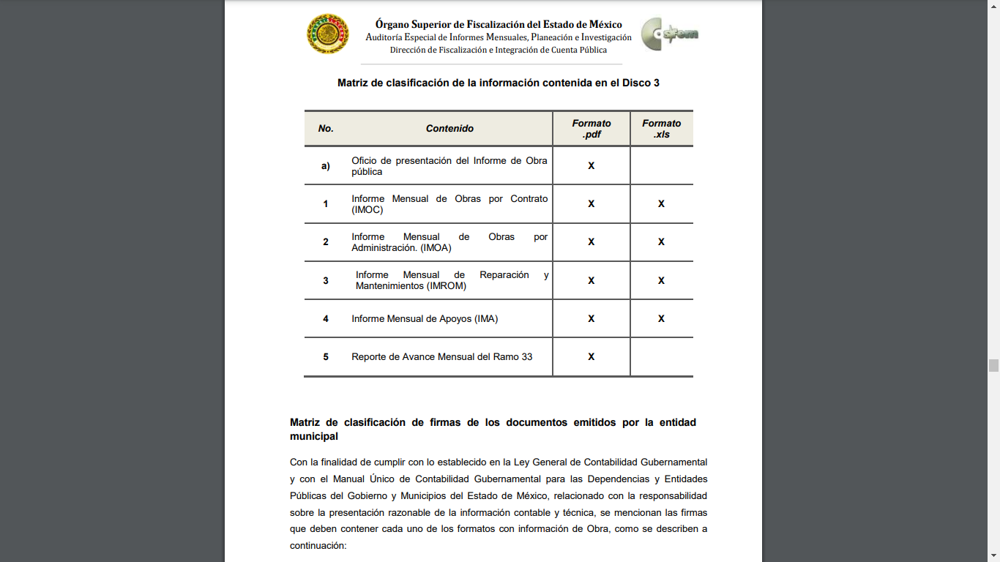 Órgano Superior de Fiscalización del Estado de México
Auditoría Especial de Informes Mensuales, Planeación e Investigación
Dirección de Fiscalización e Integración de Cuenta Pública
osfem
Matriz de clasificación de la información contenida en el Disco 3
No. Contenido Formato .pdf Formato .xls
a) Oficio de presentación del Informe de Obra
pública X
1 Informe Mensual de Obras por Contrato
(IMOC) X X
2 Informe Mensual de Obras por
Administración. (IMOA) X X
3 Informe Mensual de Reparación y
Mantenimientos (IMROM) X X
4 Informe Mensual de Apoyos (IMA) X X
5 Reporte de Avance Mensual del Ramo 33 X
Matriz de clasificación de firmas de los documentos emitidos por la entidad
municipal
Con la finalidad de cumplir con lo establecido en la Ley General de Contabilidad Gubernamental
y con el Manual Único de Contabilidad Gubernamental para las Dependencias y Entidades
Públicas del Gobierno y Municipios del Estado de México, relacionado con la responsabilidad
sobre la presentación razonable de la información contable y técnica, se mencionan las firmas
que deben contener cada uno de los formatos con información de Obra, como se describen a
continuación: